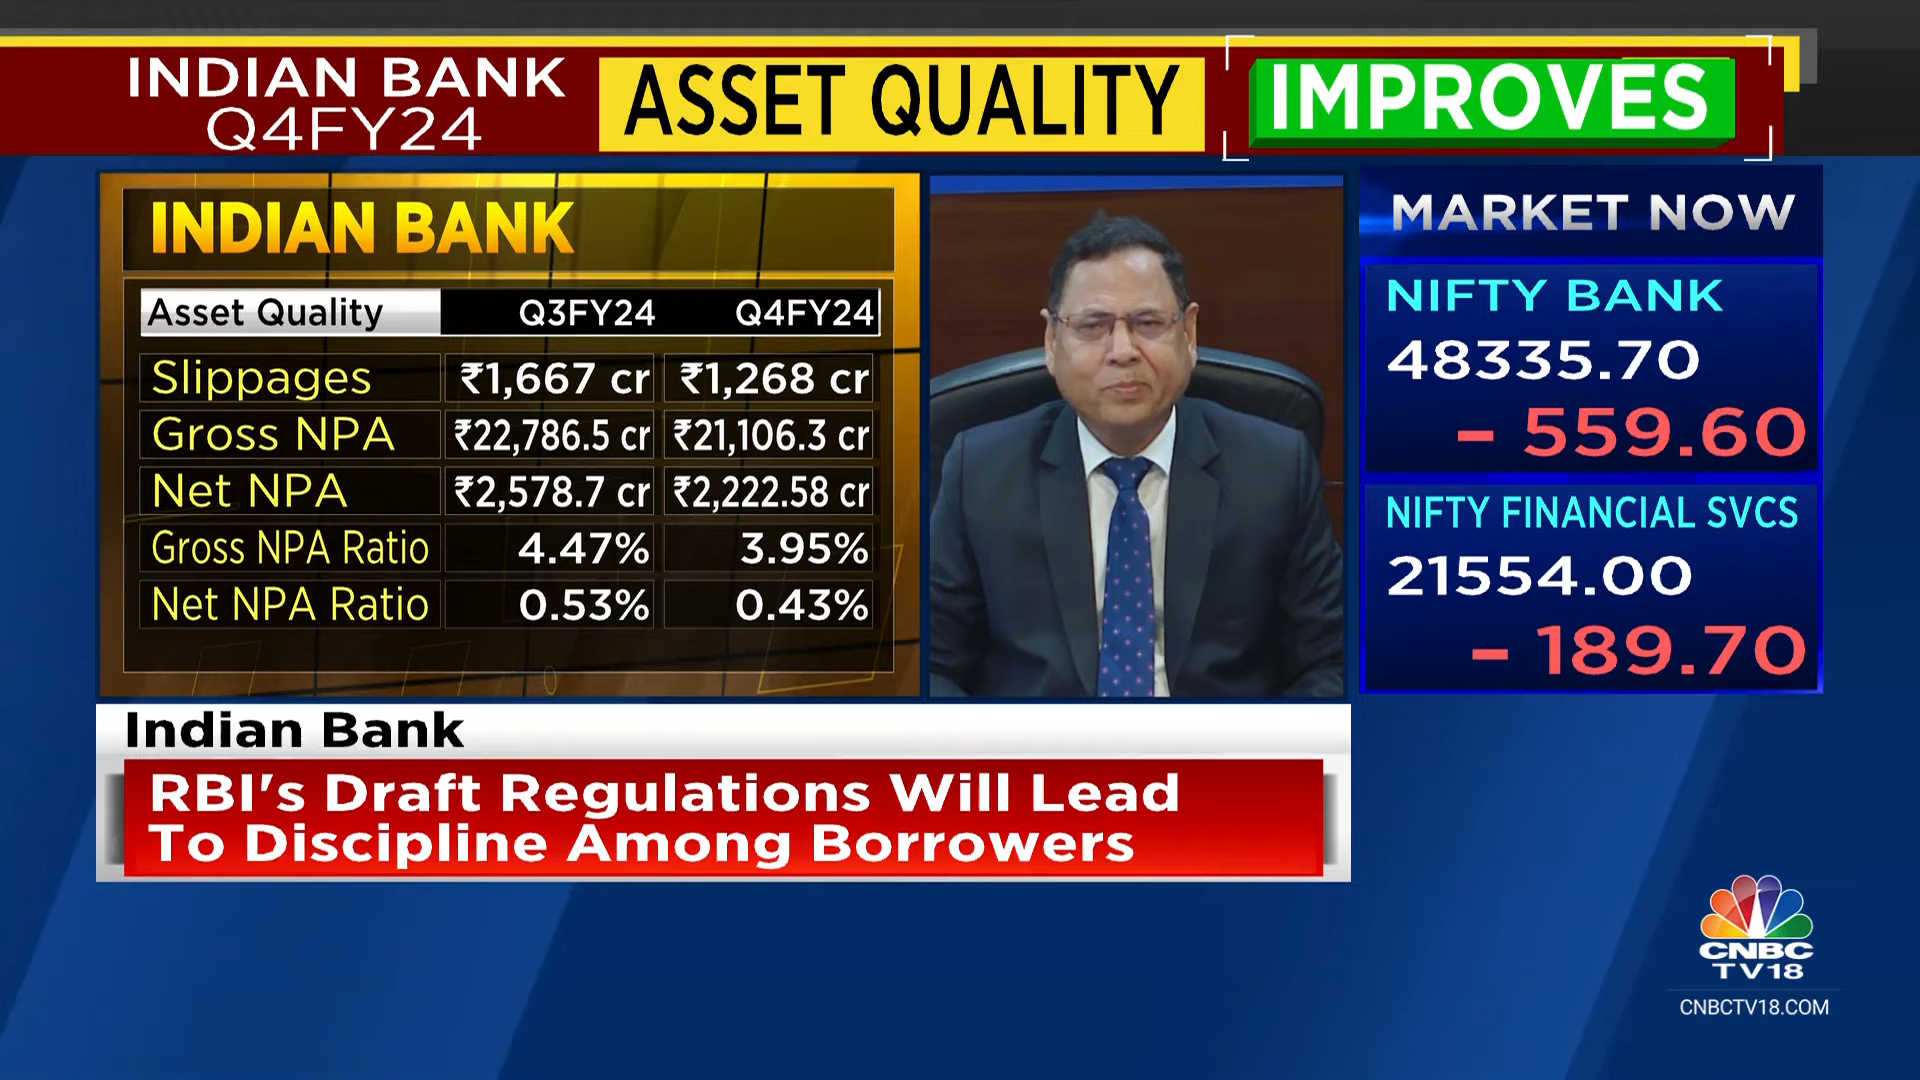 INDIAN BANK
Q4FY24
ASSET QUALITY
IMPROVES
INDIAN BANK
Asset Quality Q3FY24 Q4FY24
Slippages ₹1,667 cr ₹1,268 cr
Gross NPA ₹22,786.5 cr ₹21,106.3 cr
Net NPA ₹2,578.7 cr ₹2,222.58 cr
Gross NPA Ratio 4.47% 3.95%
Net NPA Ratio 0.53% 0.43%
MARKET NOW
NIFTY BANK
48335.70
- 559.60
NIFTY FINANCIAL SVCS
21554.00
- 189.70
Indian Bank
RBI's Draft Regulations Will Lead
To Discipline Among Borrowers
CNBC
TV18
CNBCTV18.COM